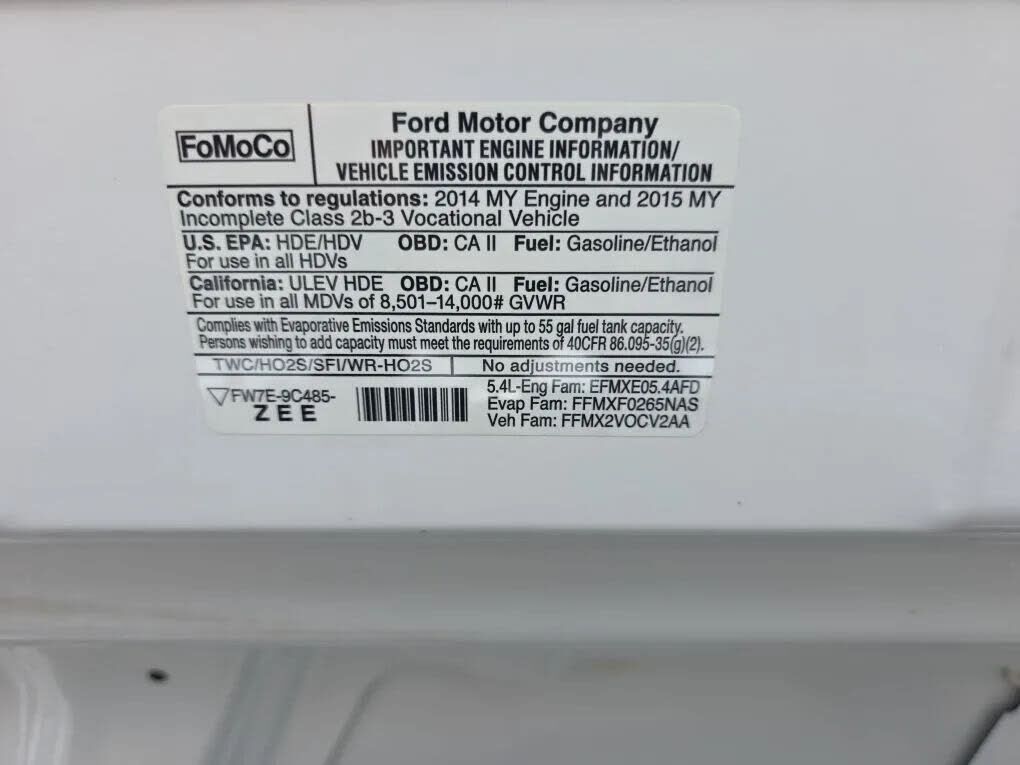 FoMoCo
Ford Motor Company
IMPORTANT ENGINE INFORMATION/
VEHICLE EMISSION CONTROL INFORMATION
Conforms to regulations: 2014 MY Engine and 2015 MY
Incomplete Class 2b-3 Vocational Vehicle
U.S. EPA: HDE/HDV OBD: CA II Fuel: Gasoline/Ethanol
For use in all HDVs
California: ULEV HDE OBD: CA II Fuel: Gasoline/Ethanol
For use in all MDVs of 8,501–14,000# GVWR
Complies with Evaporative Emissions Standards with up to 55 gal fuel tank capacity.
Persons wishing to add capacity must meet the requirements of 40CFR 86.095-35(g)(2).
TWC/HO2S/SFI/WR-HO2S No adjustments needed.
FW7E-9C485-
ZEE
5.4L-Eng Fam: EFMXE05.4AFD
Evap Fam: FFMXF0265NAS
Veh Fam: FFMX2VOCV2AA